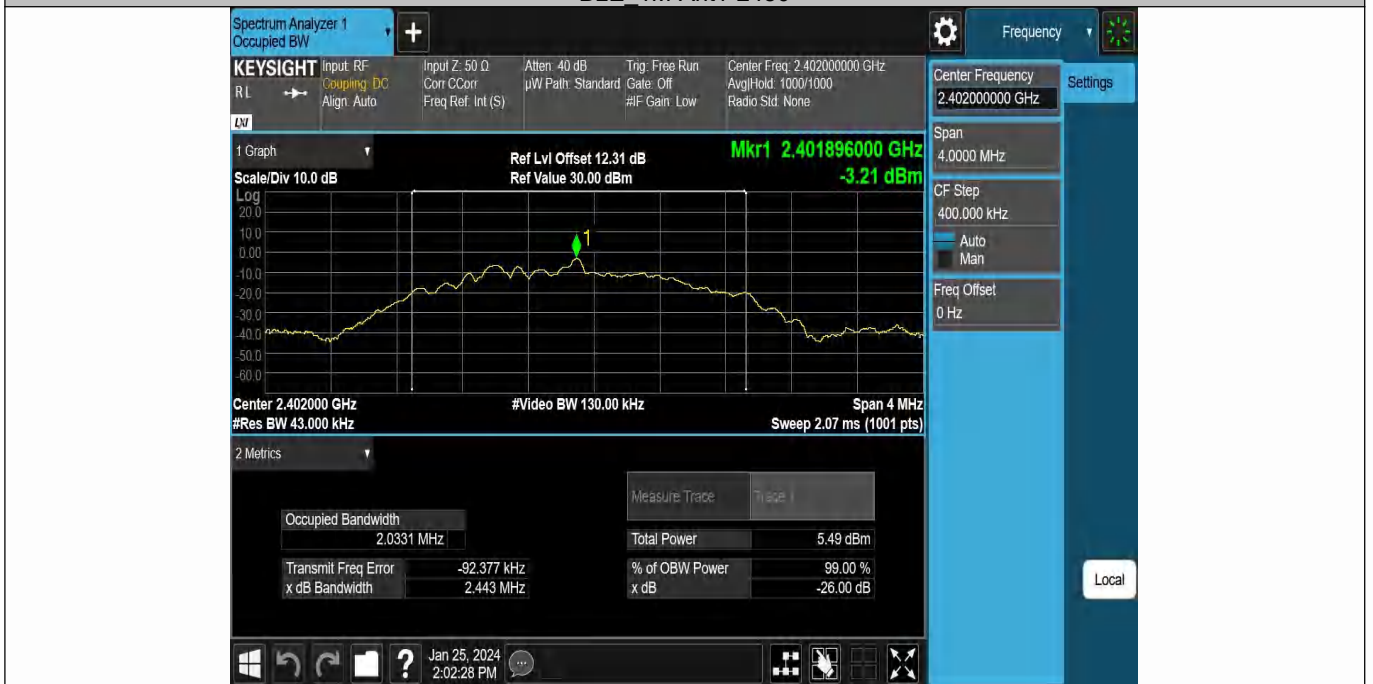 Spectrum Analyzer 1
Occupied BW
+
Frequency
KEYSIGHT
RL
LXI
Input: RF
Coupling: DC
Align: Auto
Input Z: 50 Ω
Corr CCorr
Freq Ref: Int (S)
Atten: 40 dB
µW Path: Standard
Trig: Free Run
Gate: Off
#IF Gain: Low
Center Freq: 2.402000000 GHz
Avg|Hold: 1000/1000
Radio Std: None
Center Frequency
2.402000000 GHz
Settings
Span
4.0000 MHz
CF Step
400.000 kHz
Auto
Man
Freq Offset
0 Hz
Local
1 Graph
Scale/Div 10.0 dB
Ref Lvl Offset 12.31 dB
Ref Value 30.00 dBm
Mkr1 2.401896000 GHz
-3.21 dBm
Log
20.0
10.0
0.00
-10.0
-20.0
-30.0
-40.0
-50.0
-60.0
1
Center 2.402000 GHz
#Video BW 130.00 kHz
Span 4 MHz
#Res BW 43.000 kHz
Sweep 2.07 ms (1001 pts)
2 Metrics
Measure Trace
Trace 1
Occupied Bandwidth
2.0331 MHz
Total Power
5.49 dBm
Transmit Freq Error
-92.377 kHz
% of OBW Power
99.00 %
x dB Bandwidth
2.443 MHz
x dB
-26.00 dB
?
Jan 25, 2024
2:02:28 PM